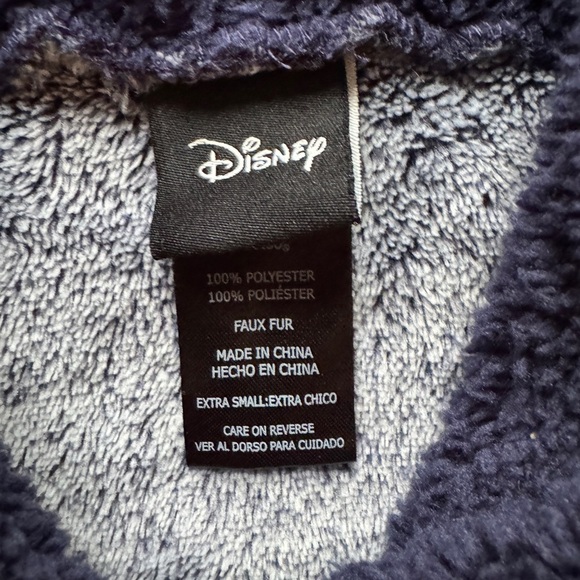 Disney
100% POLYESTER
100% POLIÉSTER
FAUX FUR
MADE IN CHINA
HECHO EN CHINA
EXTRA SMALL:EXTRA CHICO
CARE ON REVERSE
VER AL DORSO PARA CUIDADO